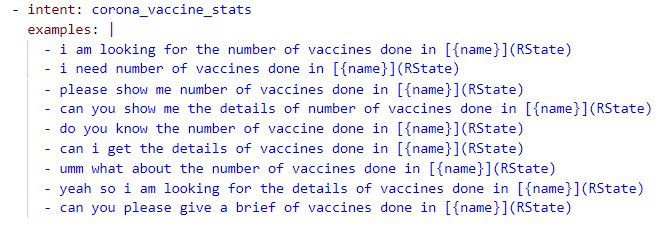 - intent: corona_vaccine_stats
examples: |
- i am looking for the number of vaccines done in [{name}](RState)
- i need number of vaccines done in [{name}](RState)
- please show me number of vaccines done in [{name}](RState)
- can you show me the details of number of vaccines done in [{name}](RState)
- do you know the number of vaccine done in [{name}](RState)
- can i get the details of vaccines done in [{name}](RState)
- umm what about the number of vaccines done in [{name}](RState)
- yeah so i am looking for the details of vaccines done in [{name}](RState)
- can you please give a brief of vaccines done in [{name}](RState)